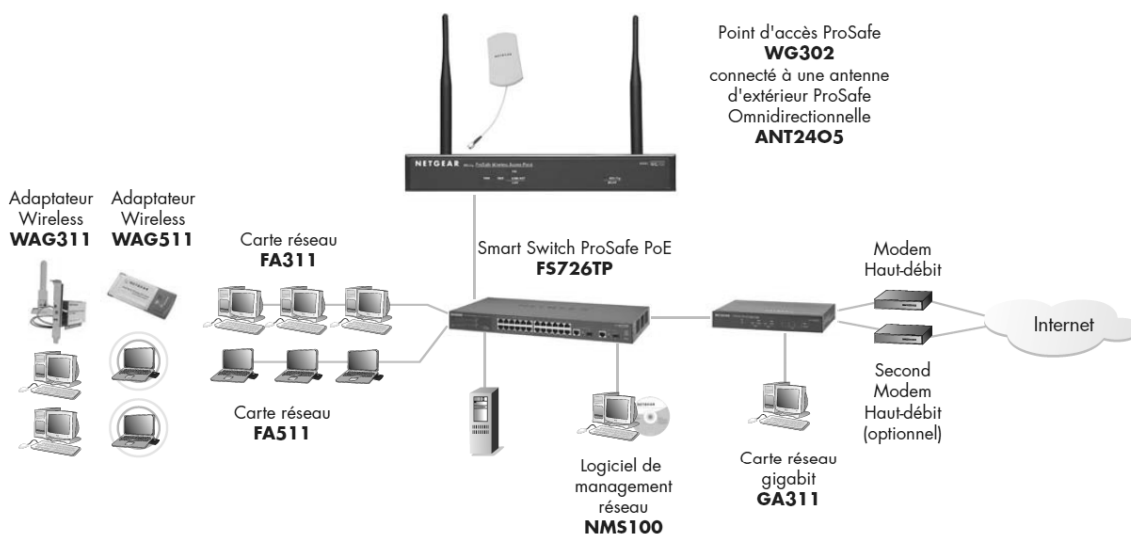 Point d'accès ProSafe
WG302
connecté à une antenne
d'extérieur ProSafe
Omnidirectionnelle
ANT24O5
NETGEAR
Adaptateur
Wireless
WAG311
Adaptateur
Wireless
WAG511
Carte réseau
FA311
Smart Switch ProSafe PoE
FS726TP
Modem
Haut-débit
Internet
Second
Modem
Haut-débit
(optionnel)
Carte réseau
FA511
NETGEAR
Logiciel de
management
réseau
NMS100
Carte réseau
gigabit
GA311